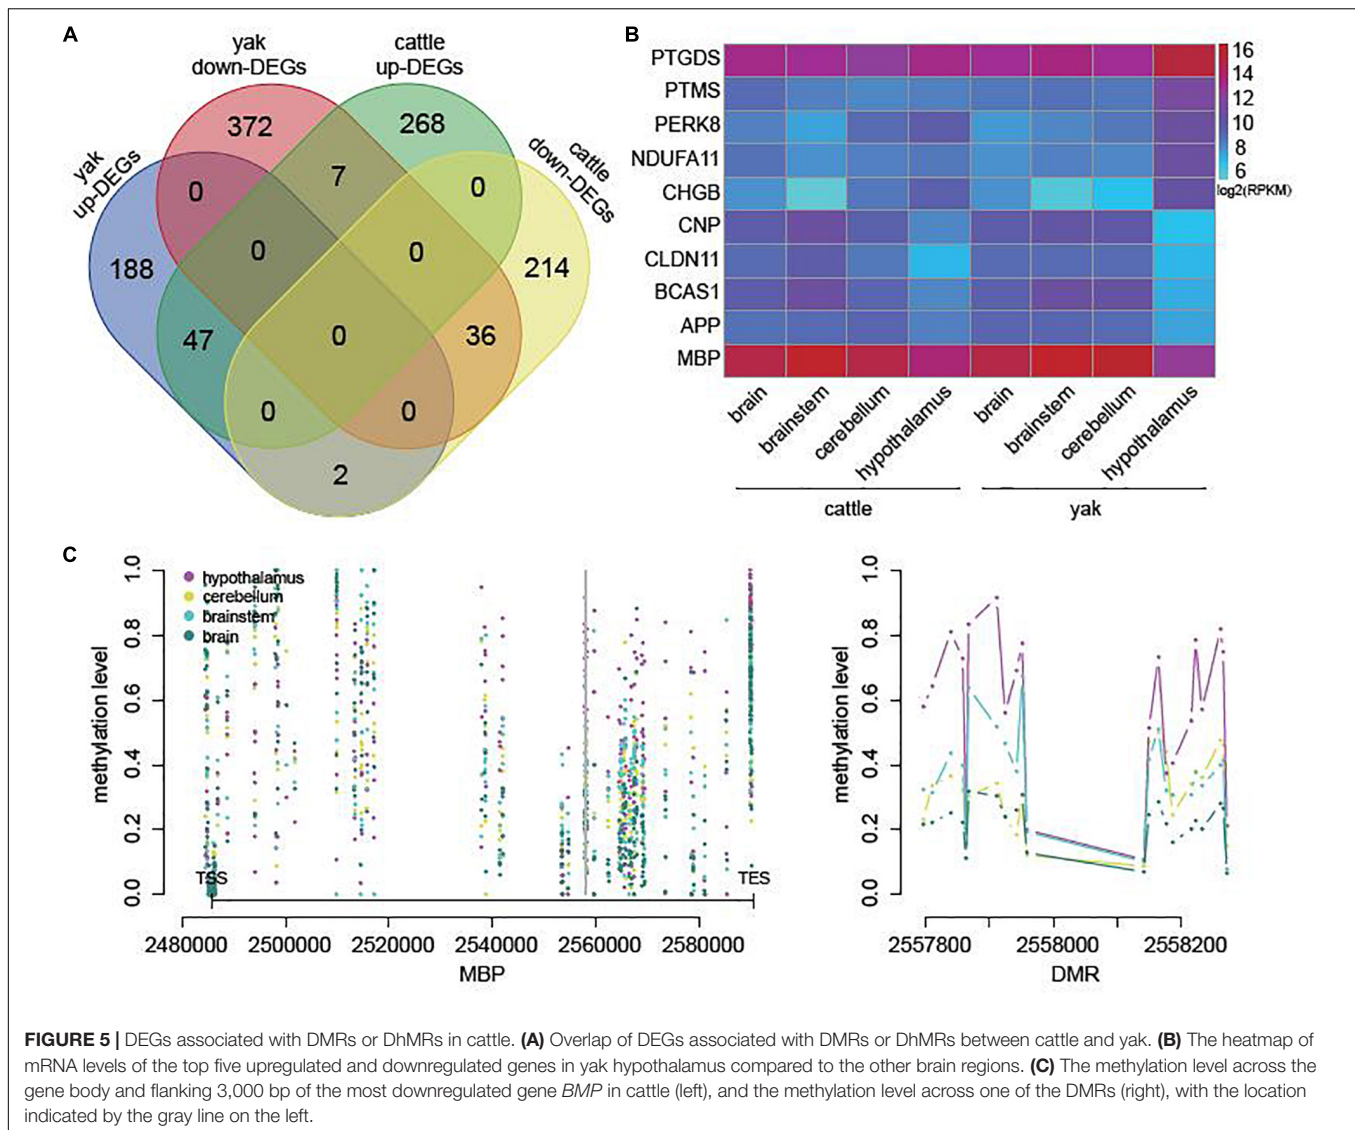 A
yak
down-DEGs
cattle
up-DEGs
yak
up-DEGs
cattle
down-DEGs
372
268
0
7
0
188
0
0
214
47
0
36
0
0
2
B
PTGDS
PTMS
PERK8
NDUFA11
CHGB
CNP
CLDN11
BCAS1
APP
MBP
16
14
12
10
8
6
log2(RPKM)
brain
brainstem
cerebellum
hypothalamus
brain
brainstem
cerebellum
hypothalamus
cattle
yak
C
methylation level
1.0
0.8
0.6
0.4
0.2
0.0
hypothalamus
cerebellum
brainstem
brain
TSS
TES
2480000 2500000 2520000 2540000 2560000 2580000
MBP
methylation level
1.0
0.8
0.6
0.4
0.2
0.0
2557800 2558000 2558200
DMR
FIGURE 5 | DEGs associated with DMRs or DhMRs in cattle. (A) Overlap of DEGs associated with DMRs or DhMRs between cattle and yak. (B) The heatmap of
mRNA levels of the top five upregulated and downregulated genes in yak hypothalamus compared to the other brain regions. (C) The methylation level across the
gene body and flanking 3,000 bp of the most downregulated gene BMP in cattle (left), and the methylation level across one of the DMRs (right), with the location
indicated by the gray line on the left.